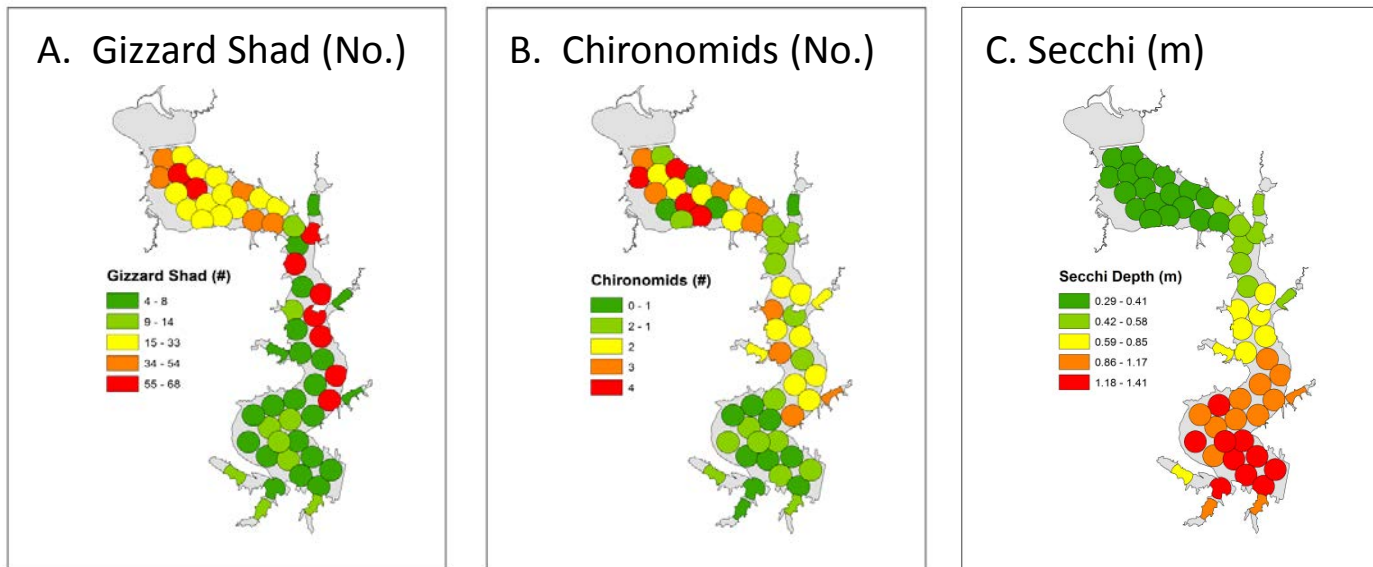 A. Gizzard Shad (No.)
Gizzard Shad (#)
4 - 8
9 - 14
15 - 33
34 - 54
55 - 68
B. Chironomids (No.)
Chironomids (#)
0 - 1
2 - 1
2
3
4
C. Secchi (m)
Secchi Depth (m)
0.29 - 0.41
0.42 - 0.58
0.59 - 0.85
0.86 - 1.17
1.18 - 1.41